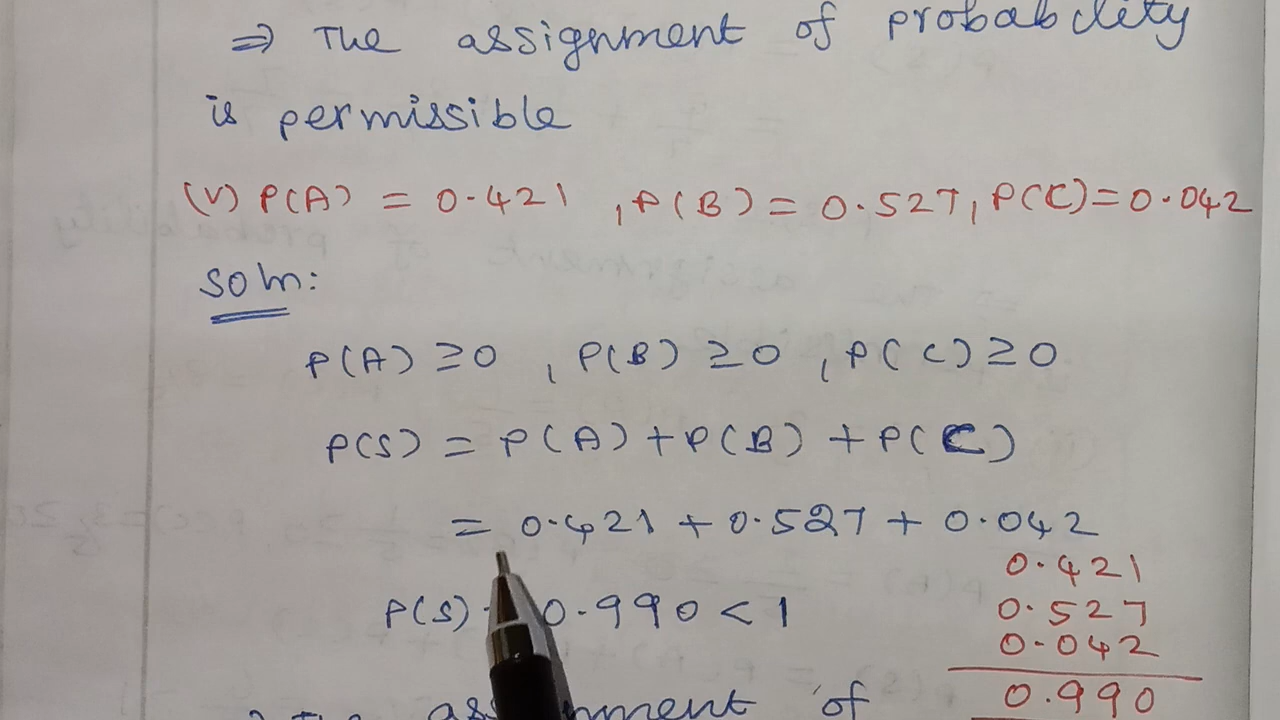 ⇒ The assignment of probability
is permissible
(V) P(A) = 0.421 , P(B) = 0.527, P(C) = 0.042
Soln:
P(A) ≥ 0 , P(B) ≥ 0 , P(C) ≥ 0
P(S) = P(A) + P(B) + P(C)
= 0.421 + 0.527 + 0.042
0.421
P(S) 0.990 < 1
0.527
0.042
0.990
assignment of